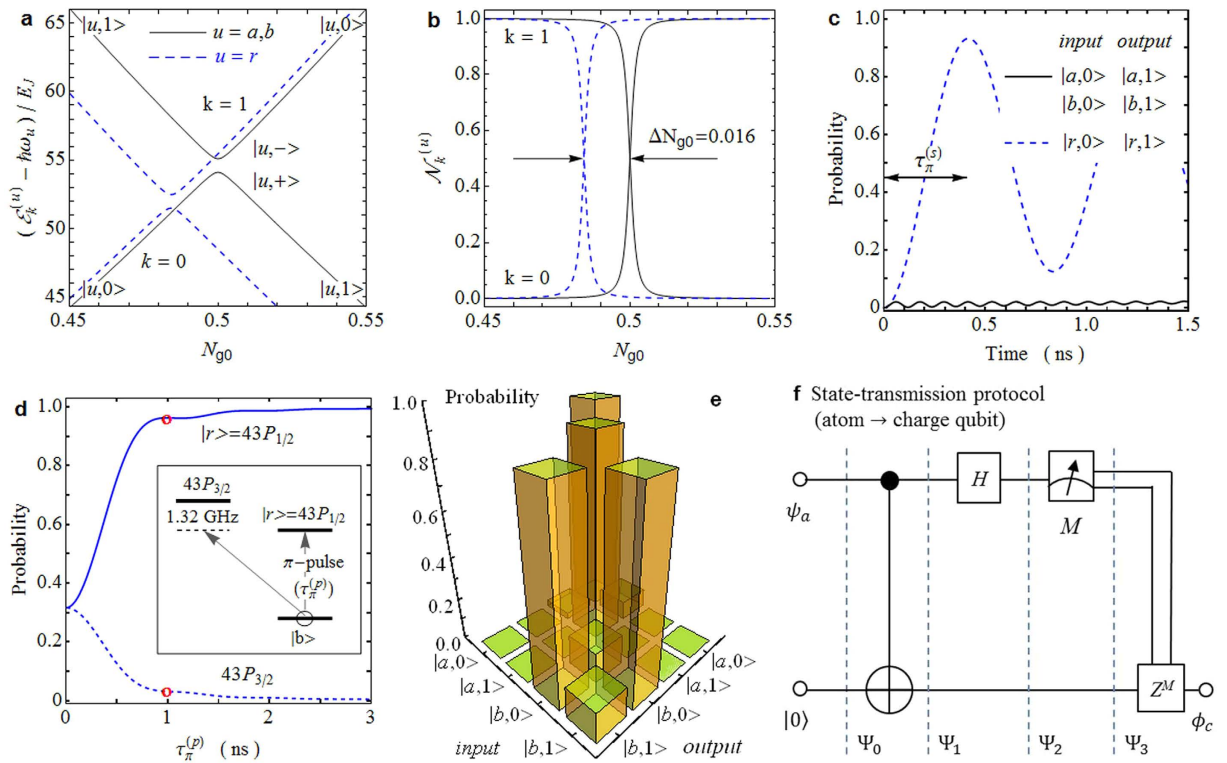 a
|u,1>
|u,0>
u = a,b
u = r
k = 1
|u,−>
|u,+>
k = 0
|u,0>
|u,1>
( ℰₖ⁽ᵘ⁾ − ħωᵤ ) / E_J
65
60
55
50
45
0.45
0.5
0.55
N_g0
b
k = 1
ΔN_g0=0.016
k = 0
𝒩ₖ⁽ᵘ⁾
1.0
0.8
0.6
0.4
0.2
0.0
0.45
0.5
0.55
N_g0
c
input output
|a,0> |a,1>
|b,0> |b,1>
|r,0> |r,1>
τ_π^(s)
Probability
1.0
0.8
0.6
0.4
0.2
0
0
0.5
1.0
1.5
Time ( ns )
d
|r>=43P_1/2
43P_3/2
1.32 GHz
|r>=43P_1/2
π−pulse
(τ_π^(p))
|b>
43P_3/2
Probability
1.0
0.8
0.6
0.4
0.2
0
0
1
2
3
τ_π^(p) ( ns )
e
Probability
1.0
0.8
0.6
0.4
0.2
0.0
|a,0>
|a,1>
|b,0>
|b,1>
input
|a,0>
|a,1>
|b,0>
|b,1>
output
f State-transmission protocol
(atom → charge qubit)
ψ_a
H
M
|0⟩
Z^M
ϕ_c
Ψ₀
Ψ₁
Ψ₂
Ψ₃